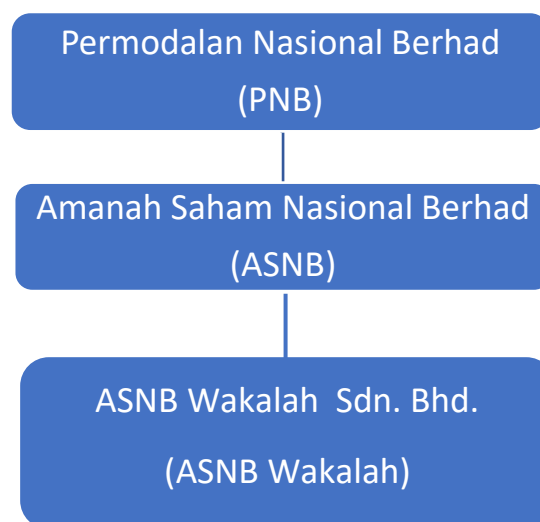 Permodalan Nasional Berhad
(PNB)
Amanah Saham Nasional Berhad
(ASNB)
ASNB Wakalah Sdn. Bhd.
(ASNB Wakalah)